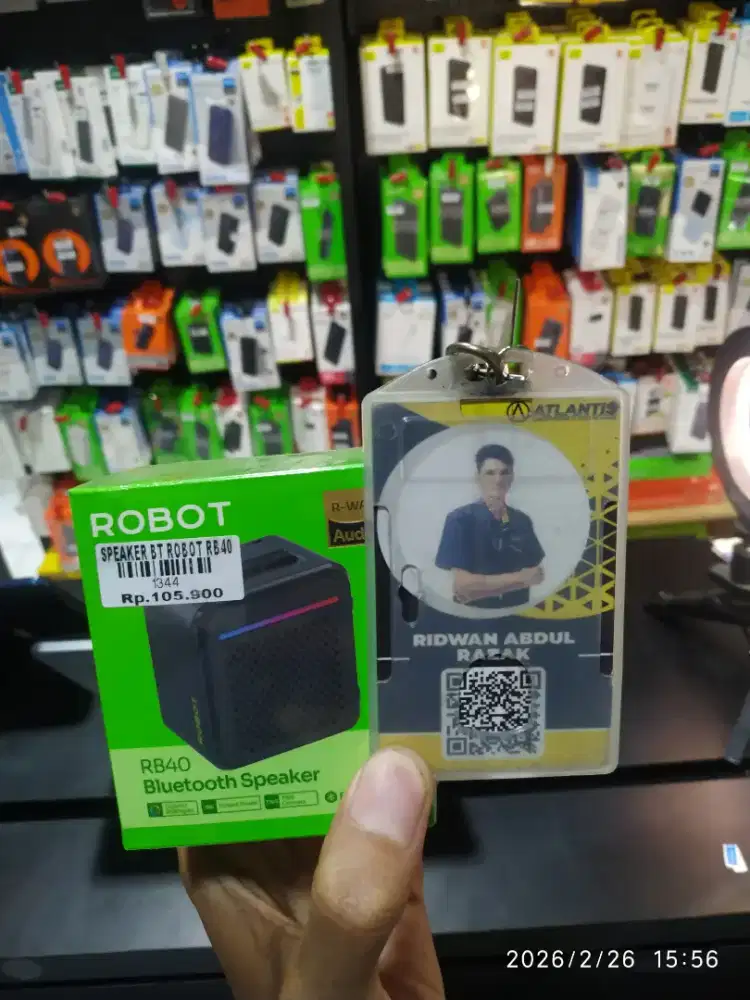 ATLANTIS
ROBOT
R-WA
Aud
SPEAKER BT ROBOT RB40
1344
Rp.105.900
ROBOT
RIDWAN ABDUL
RAZAK
RB40
Bluetooth Speaker
2026/2/26 15:56